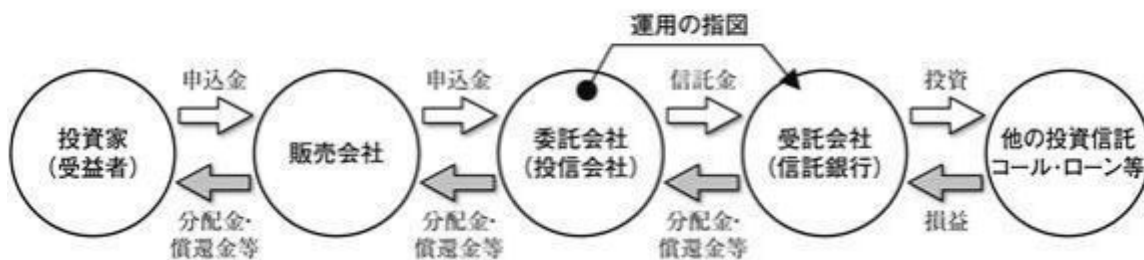 運用の指図
申込金
申込金
信託金
投資
投資家
(受益者)
販売会社
委託会社
(投信会社)
受託会社
(信託銀行)
他の投資信託
コール・ローン等
分配金・
償還金等
分配金・
償還金等
分配金・
償還金等
損益